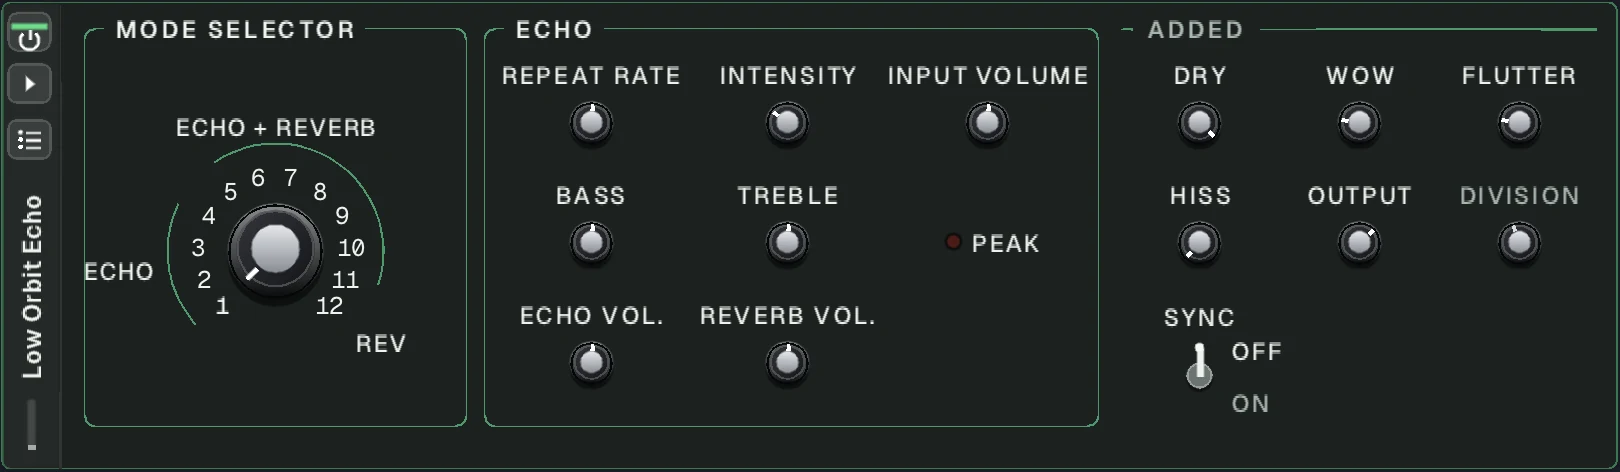 Low Orbit Echo
MODE SELECTOR
ECHO + REVERB
1
2
3
4
5
6
7
8
9
10
11
12
ECHO
REV
ECHO
REPEAT RATE
INTENSITY
INPUT VOLUME
BASS
TREBLE
PEAK
ECHO VOL.
REVERB VOL.
ADDED
DRY
WOW
FLUTTER
HISS
OUTPUT
DIVISION
SYNC
OFF
ON